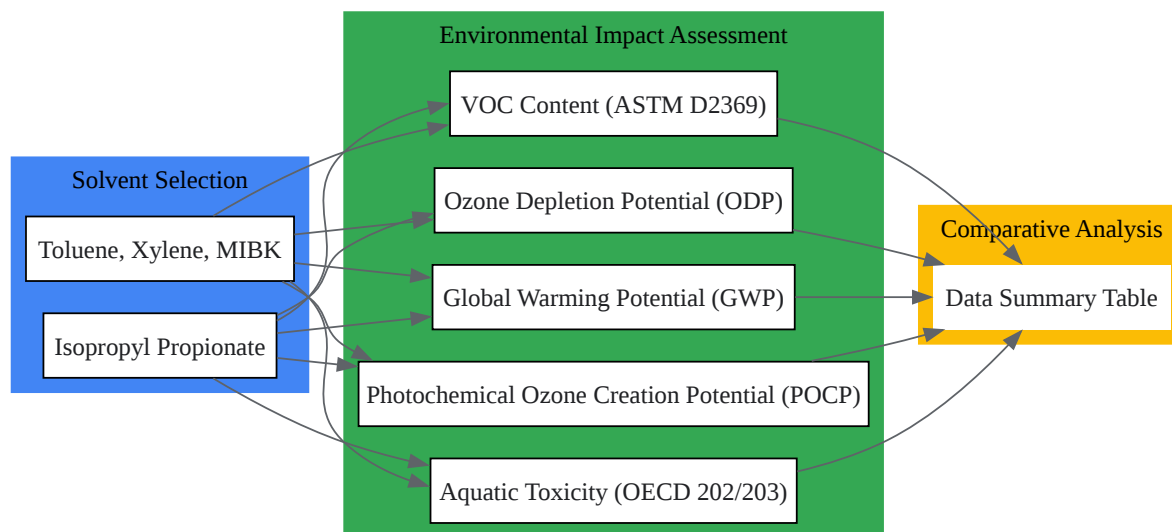 Solvent Selection
Toluene, Xylene, MIBK
Isopropyl Propionate
Environmental Impact Assessment
VOC Content (ASTM D2369)
Ozone Depletion Potential (ODP)
Global Warming Potential (GWP)
Photochemical Ozone Creation Potential (POCP)
Aquatic Toxicity (OECD 202/203)
Comparative Analysis
Data Summary Table